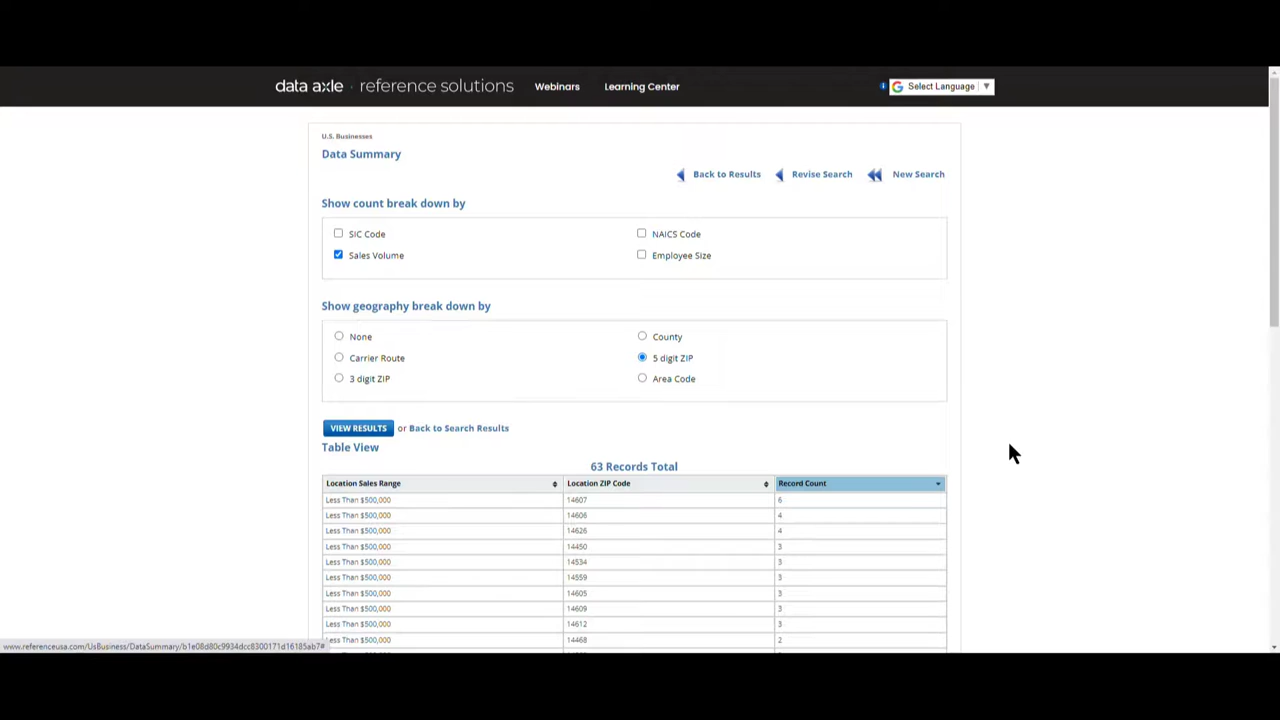 data axle · reference solutions Webinars Learning Center Select Language ▼
U.S. Businesses
Data Summary
Back to Results Revise Search New Search
Show count break down by
SIC Code NAICS Code
Sales Volume Employee Size
Show geography break down by
None County
Carrier Route 5 digit ZIP
3 digit ZIP Area Code
VIEW RESULTS or Back to Search Results
Table View
63 Records Total
Location Sales Range Location ZIP Code Record Count
Less Than $500,000 14607 6
Less Than $500,000 14606 4
Less Than $500,000 14626 4
Less Than $500,000 14450 3
Less Than $500,000 14534 3
Less Than $500,000 14559 3
Less Than $500,000 14605 3
Less Than $500,000 14609 3
Less Than $500,000 14612 3
Less Than $500,000 14468 2
www.referenceusa.com/UsBusiness/DataSummary/b1e08d80c9934dcc8300171d16185ab7#